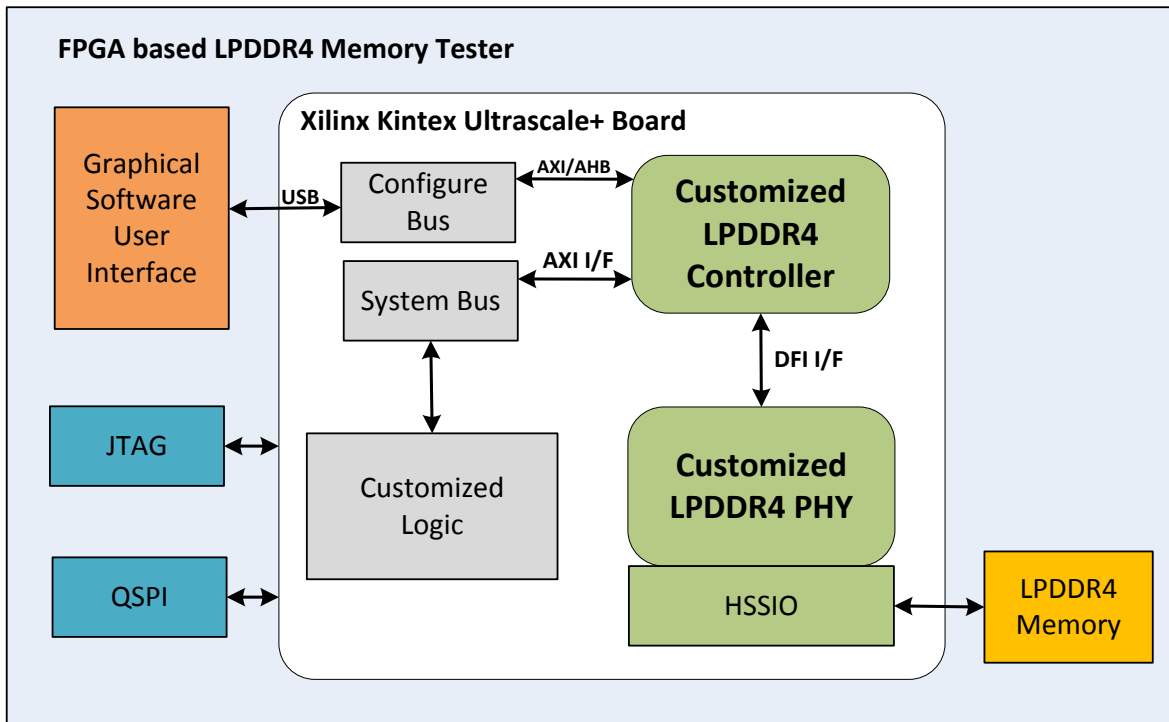 FPGA based LPDDR4 Memory Tester
Xilinx Kintex Ultrascale+ Board
Graphical
Software
User
Interface
USB
Configure
Bus
AXI/AHB
Customized
LPDDR4
Controller
System Bus
AXI I/F
DFI I/F
JTAG
Customized
Logic
Customized
LPDDR4 PHY
QSPI
HSSIO
LPDDR4
Memory